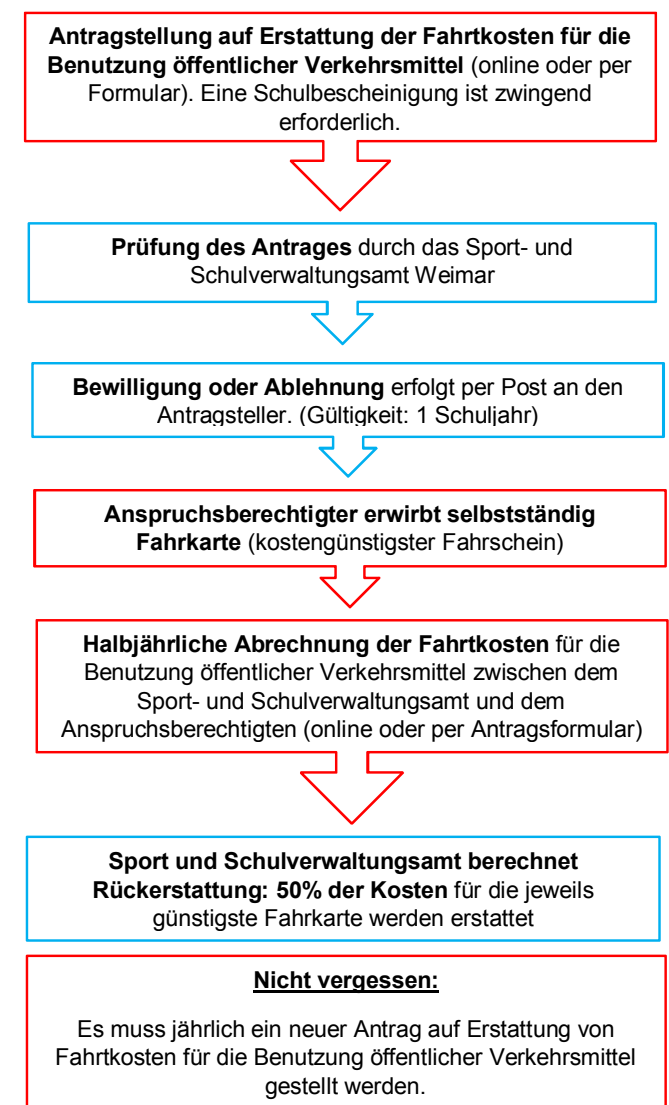 Antragstellung auf Erstattung der Fahrtkosten für die
Benutzung öffentlicher Verkehrsmittel (online oder per
Formular). Eine Schulbescheinigung ist zwingend
erforderlich.
Prüfung des Antrages durch das Sport- und
Schulverwaltungsamt Weimar
Bewilligung oder Ablehnung erfolgt per Post an den
Antragsteller. (Gültigkeit: 1 Schuljahr)
Anspruchsberechtigter erwirbt selbstständig
Fahrkarte (kostengünstigster Fahrschein)
Halbjährliche Abrechnung der Fahrtkosten für die
Benutzung öffentlicher Verkehrsmittel zwischen dem
Sport- und Schulverwaltungsamt und dem
Anspruchsberechtigten (online oder per Antragsformular)
Sport und Schulverwaltungsamt berechnet
Rückerstattung: 50% der Kosten für die jeweils
günstigste Fahrkarte werden erstattet
Nicht vergessen:
Es muss jährlich ein neuer Antrag auf Erstattung von
Fahrtkosten für die Benutzung öffentlicher Verkehrsmittel
gestellt werden.